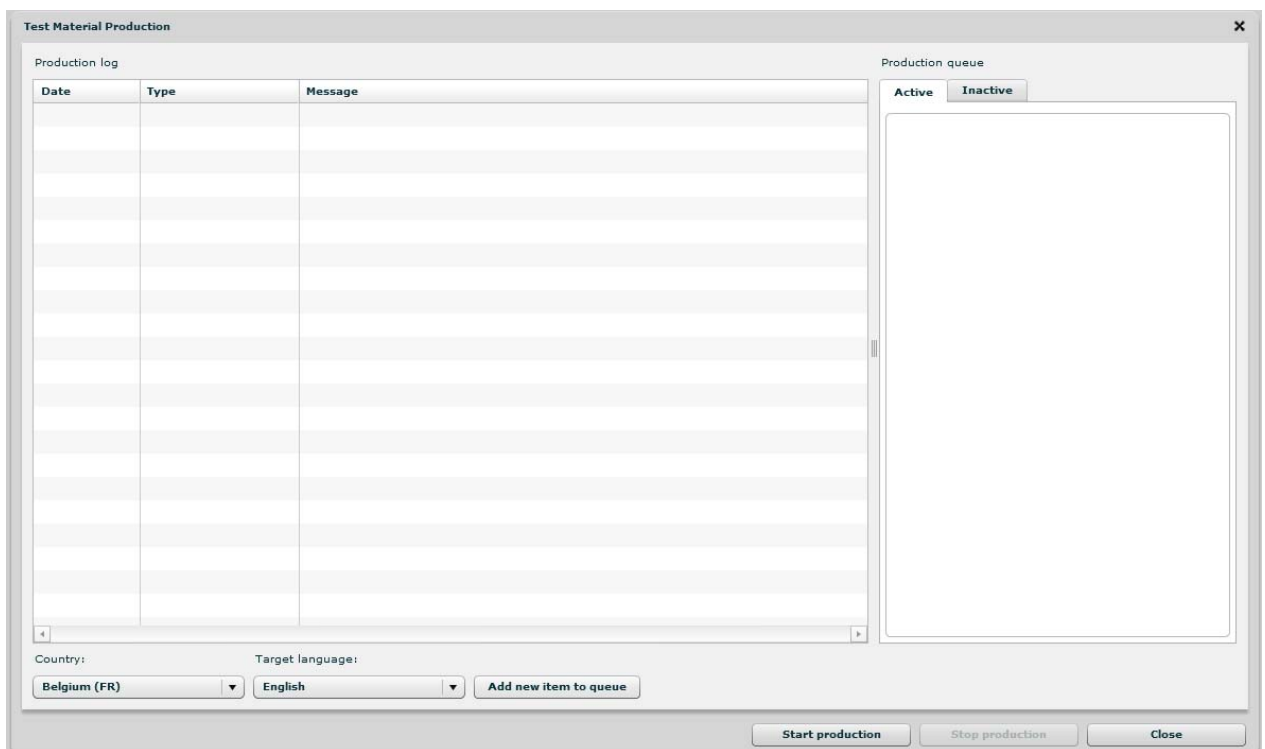 Test Material Production
Production log
Production queue
Date Type Message
Active Inactive
Country: Target language:
Belgium (FR) English Add new item to queue
Start production Stop production Close